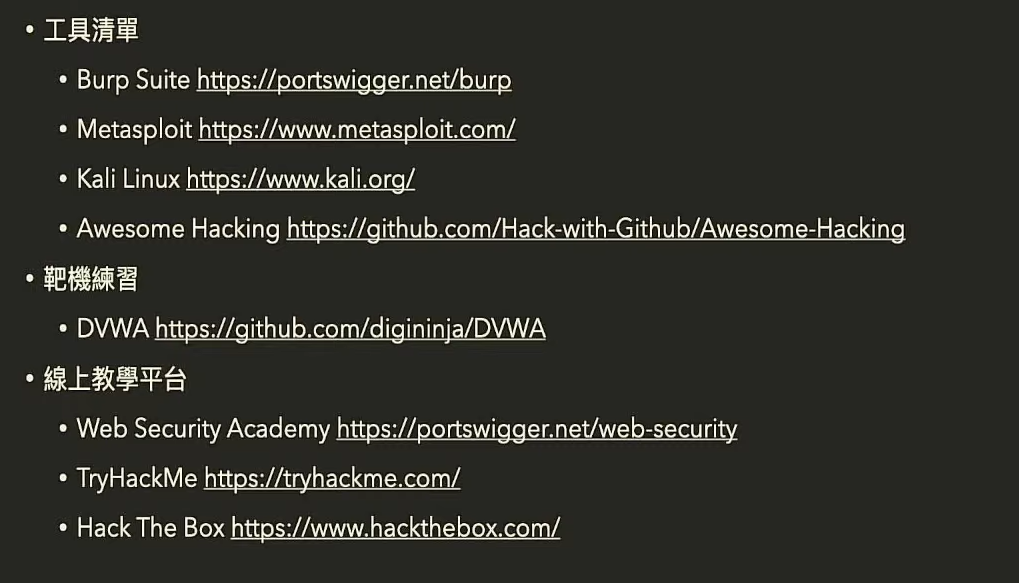 • 工具清單
• Burp Suite https://portswigger.net/burp
• Metasploit https://www.metasploit.com/
• Kali Linux https://www.kali.org/
• Awesome Hacking https://github.com/Hack-with-Github/Awesome-Hacking
• 靶機練習
• DVWA https://github.com/digininja/DVWA
• 線上教學平台
• Web Security Academy https://portswigger.net/web-security
• TryHackMe https://tryhackme.com/
• Hack The Box https://www.hackthebox.com/